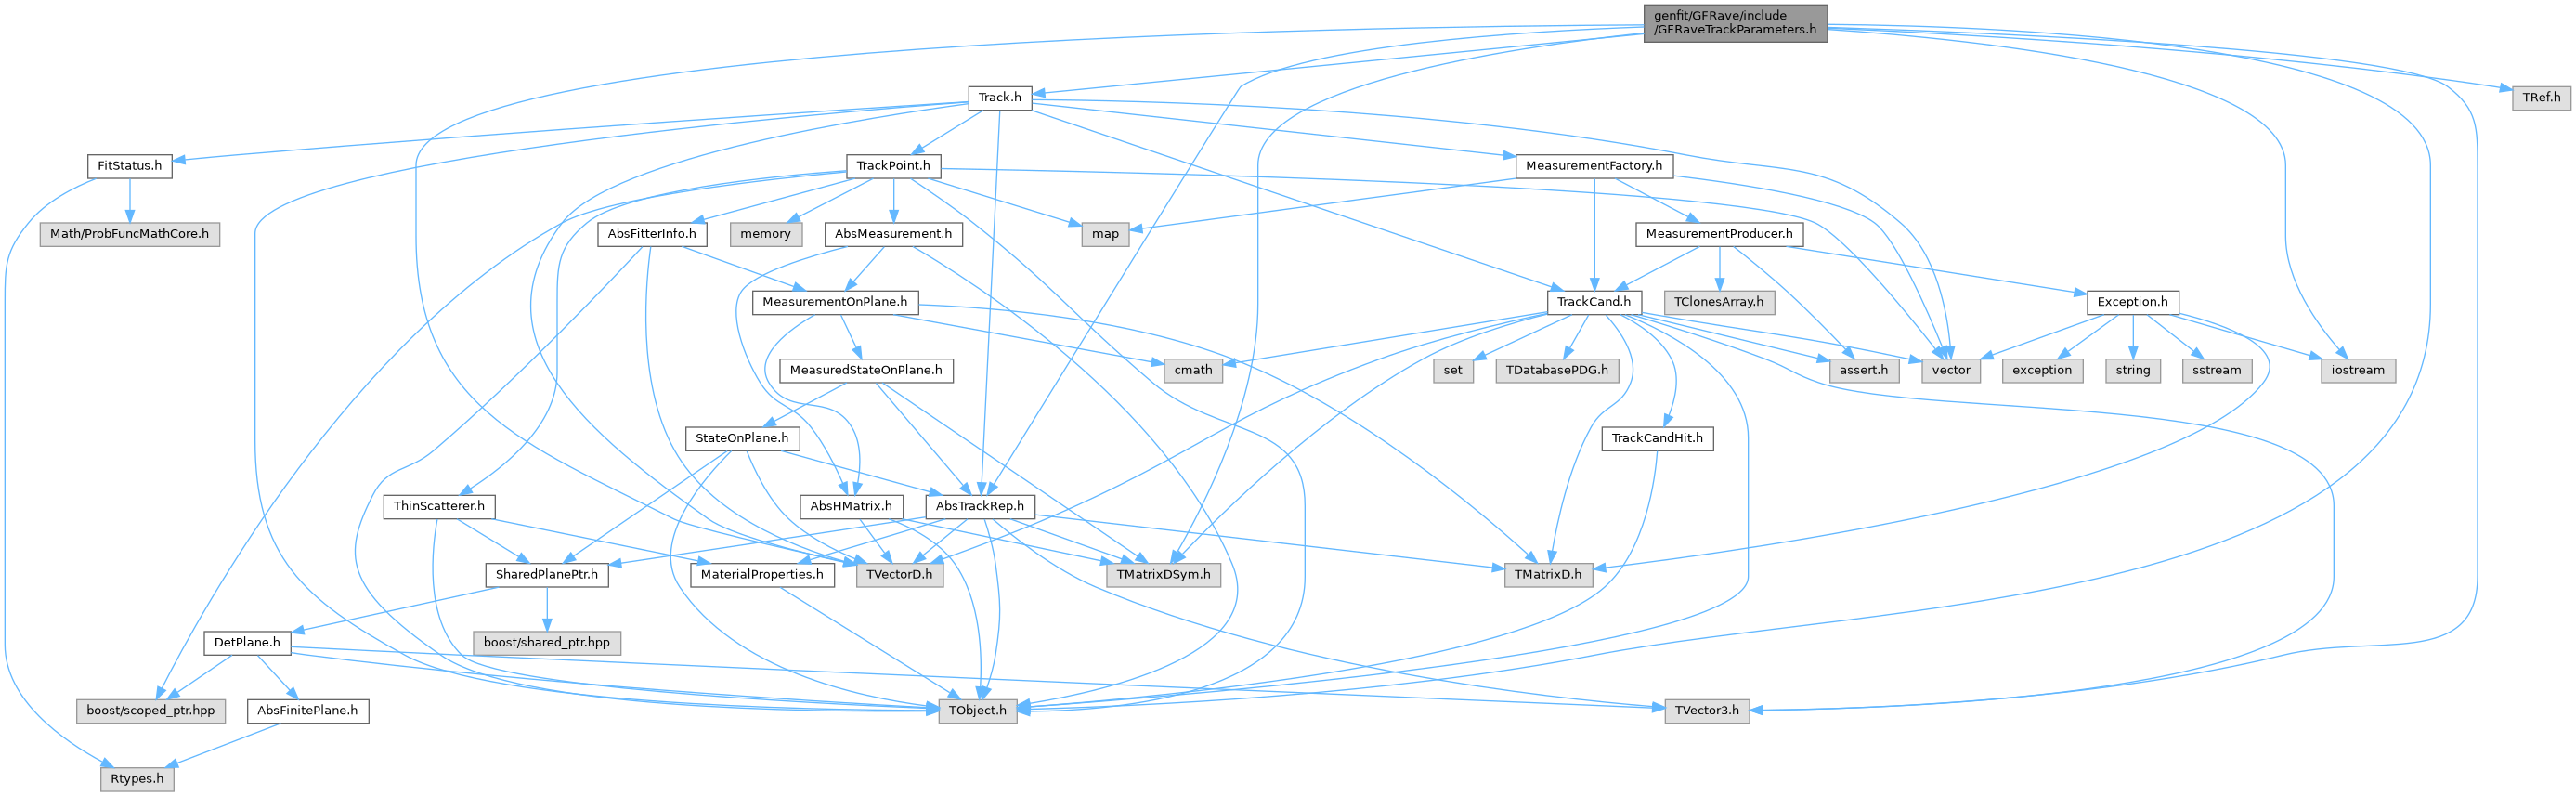 genfit/GFRave/include
/GFRaveTrackParameters.h
Track.h
TRef.h
FitStatus.h
TrackPoint.h
MeasurementFactory.h
Math/ProbFuncMathCore.h
AbsFitterInfo.h
memory
AbsMeasurement.h
map
MeasurementProducer.h
MeasurementOnPlane.h
TrackCand.h
TClonesArray.h
Exception.h
MeasuredStateOnPlane.h
cmath
set
TDatabasePDG.h
assert.h
vector
exception
string
sstream
iostream
StateOnPlane.h
TrackCandHit.h
ThinScatterer.h
AbsHMatrix.h
AbsTrackRep.h
SharedPlanePtr.h
MaterialProperties.h
TVectorD.h
TMatrixDSym.h
TMatrixD.h
DetPlane.h
boost/shared_ptr.hpp
boost/scoped_ptr.hpp
AbsFinitePlane.h
TObject.h
TVector3.h
Rtypes.h